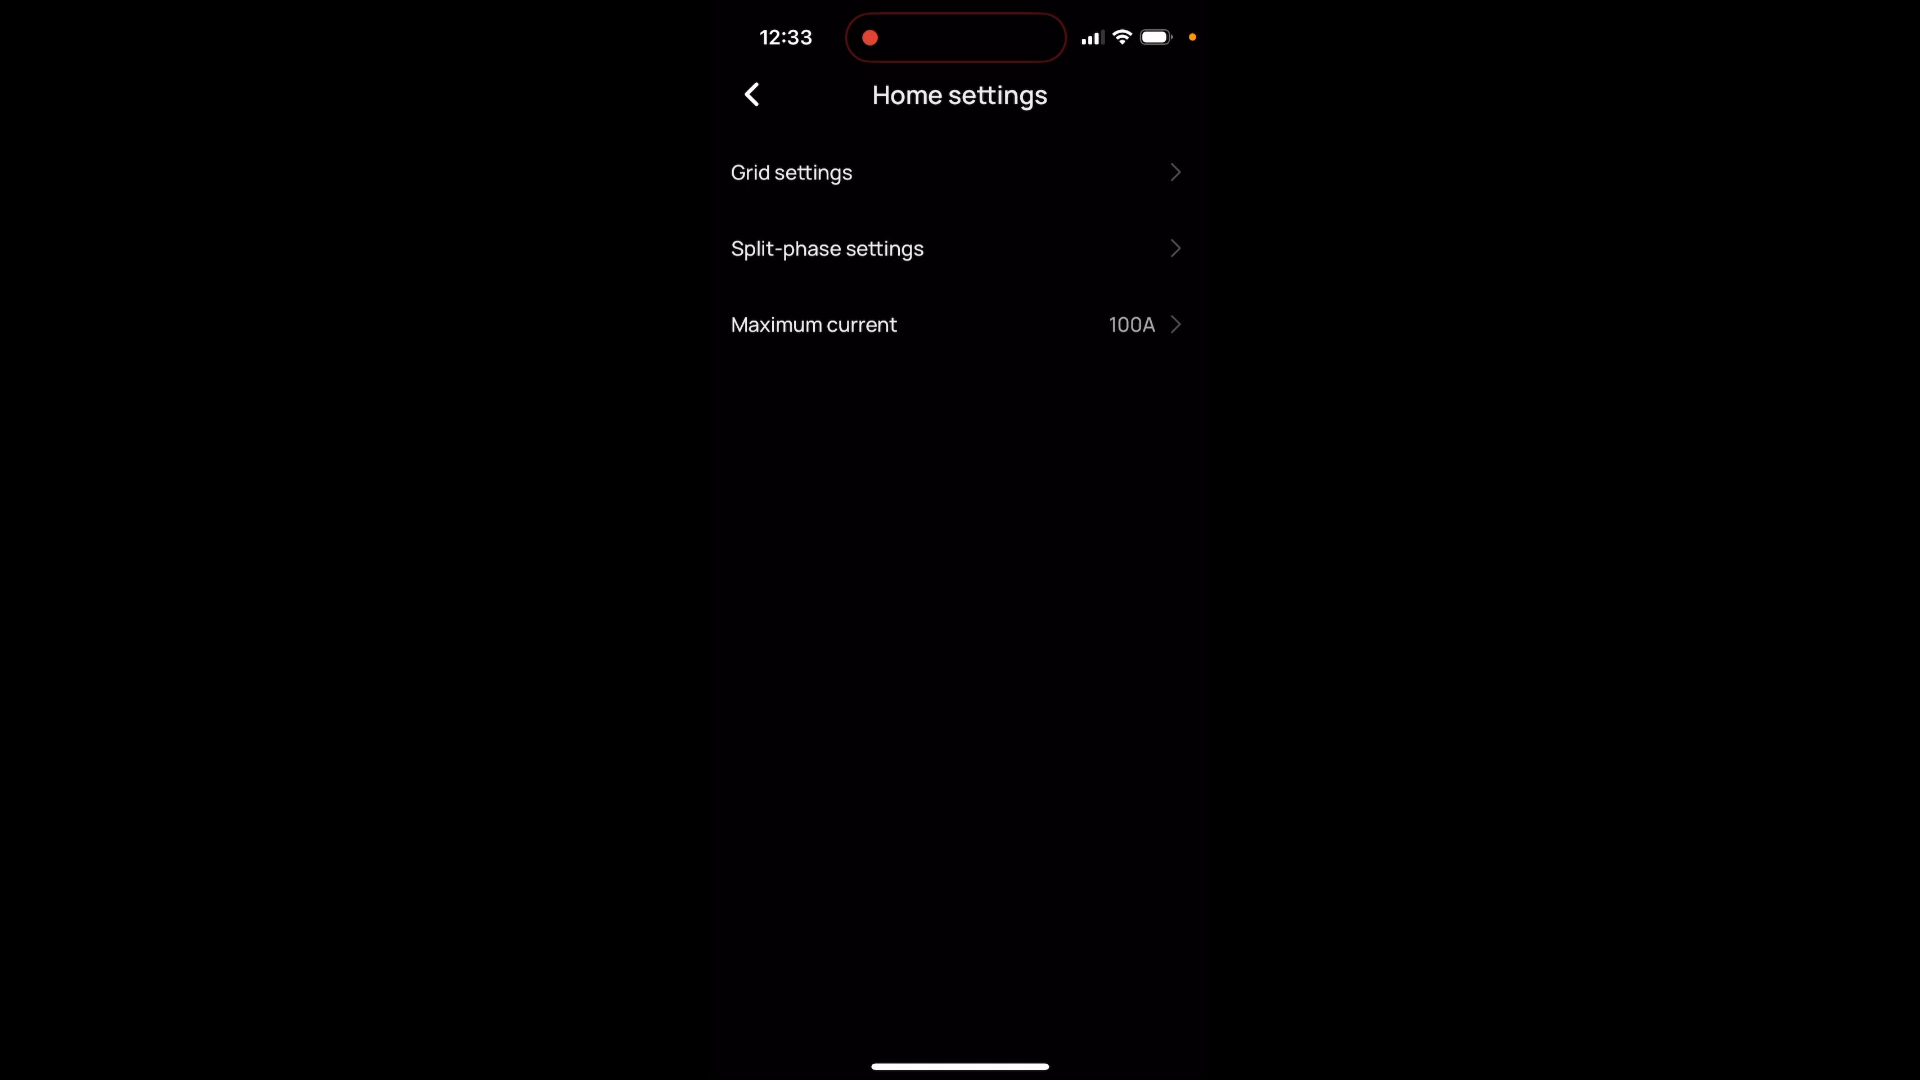 12:33
Home settings
Grid settings
Split-phase settings
Maximum current 100A